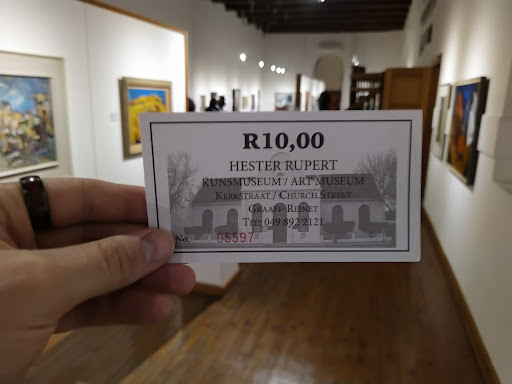 R10,00
HESTER RUPERT
KUNSMUSEUM / ART MUSEUM
KERKSTRAAT / CHURCH STREET
GRAAFF-REINET
TEL: 049 892 2121
No. 05597